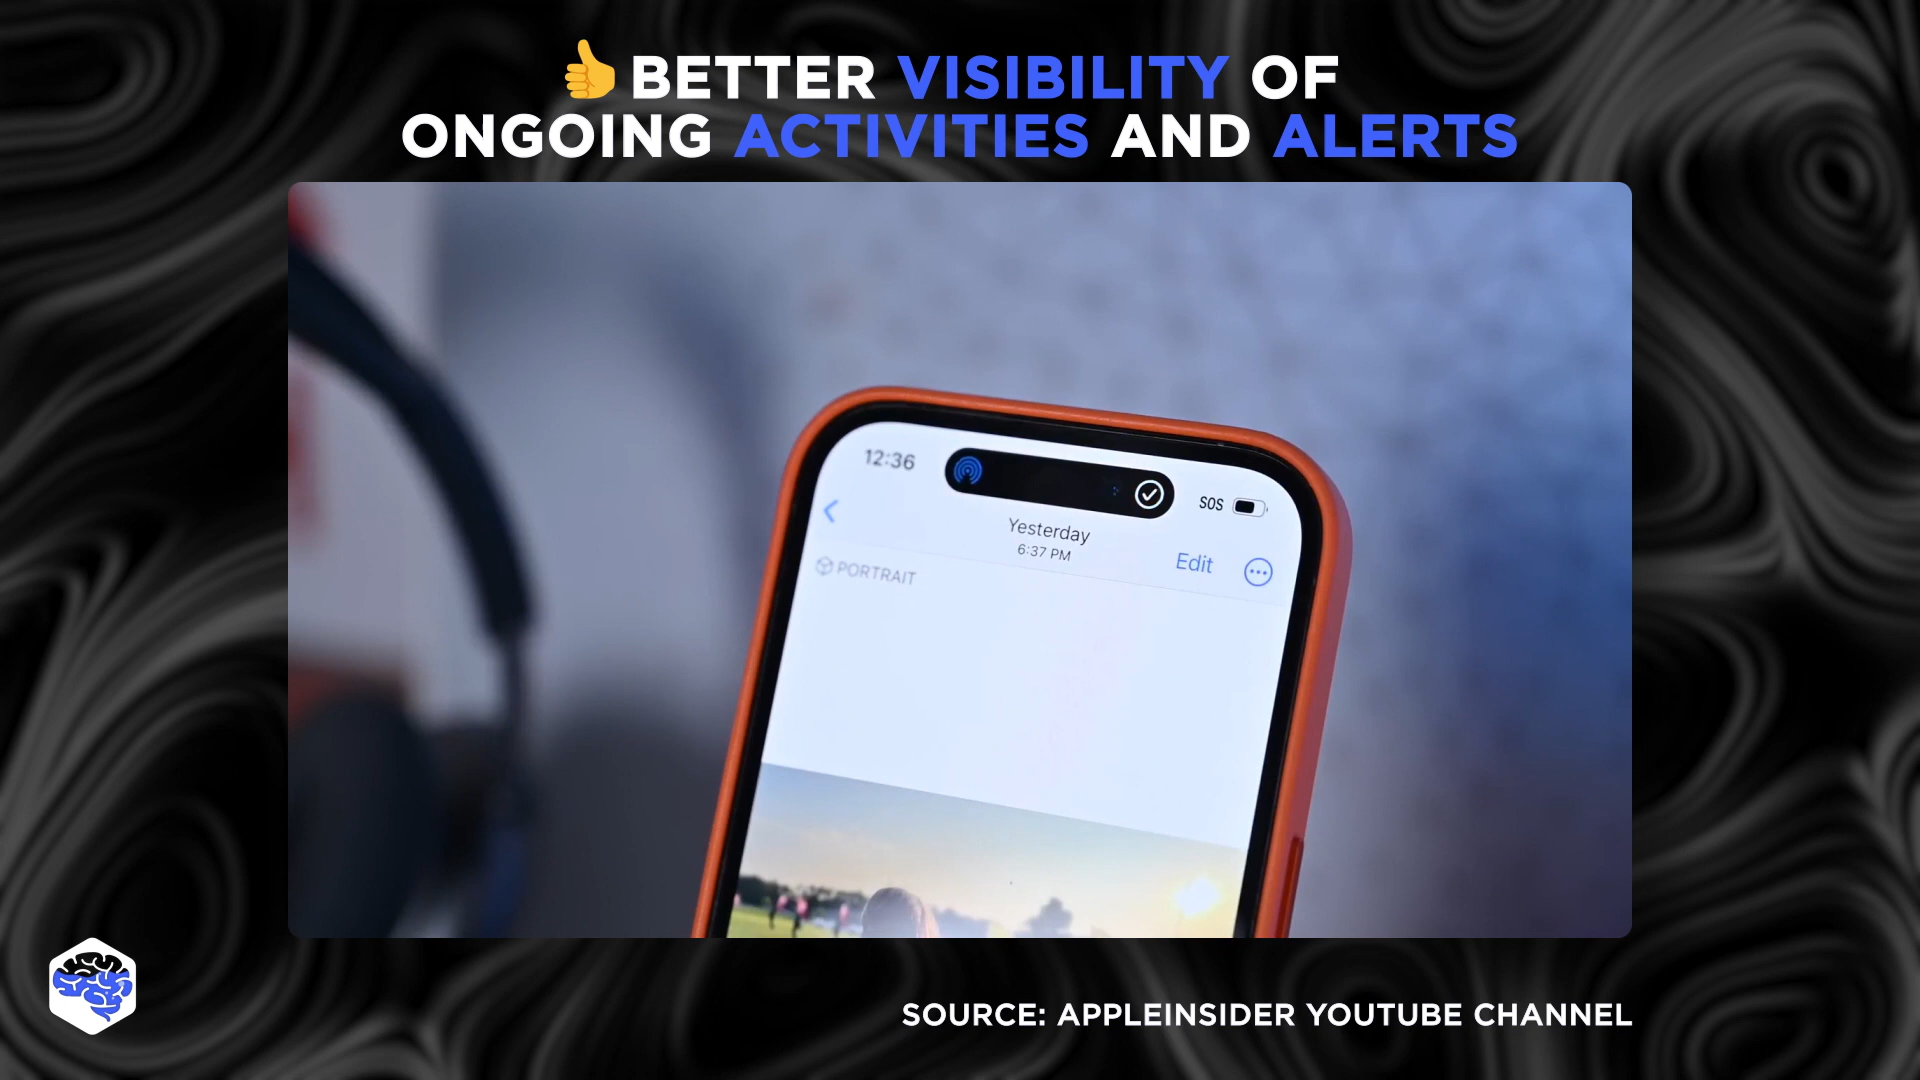 👍 BETTER VISIBILITY OF
ONGOING ACTIVITIES AND ALERTS
12:36
SOS
Yesterday
6:37 PM
Edit
PORTRAIT
SOURCE: APPLEINSIDER YOUTUBE CHANNEL